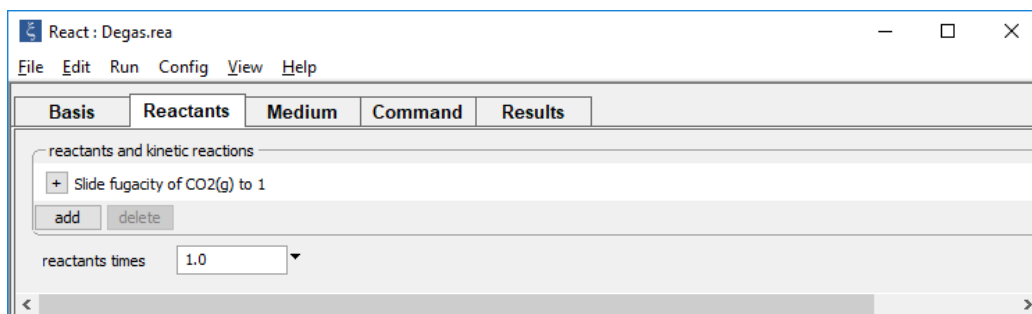 React : Degas.rea
File Edit Run Config View Help
Basis Reactants Medium Command Results
reactants and kinetic reactions
+ Slide fugacity of CO2(g) to 1
add delete
reactants times 1.0